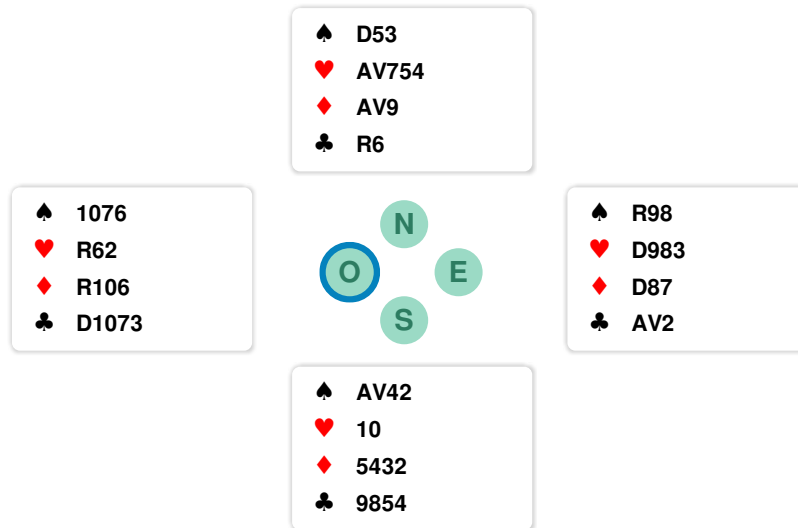 ♠ D53
♥ AV754
♦ AV9
♣ R6
♠ 1076
♥ R62
♦ R106
♣ D1073
N
O E
S
♠ R98
♥ D983
♦ D87
♣ AV2
♠ AV42
♥ 10
♦ 5432
♣ 9854